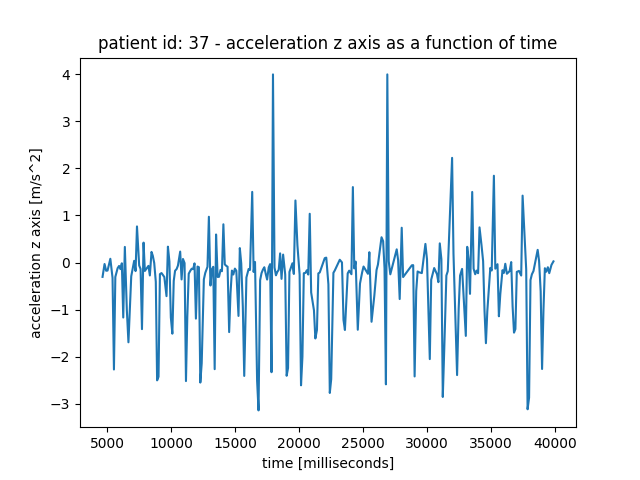 patient id: 37 - acceleration z axis as a function of time
acceleration z axis [m/s^2]
4
3
2
1
0
−1
−2
−3
5000 10000 15000 20000 25000 30000 35000 40000
time [milliseconds]